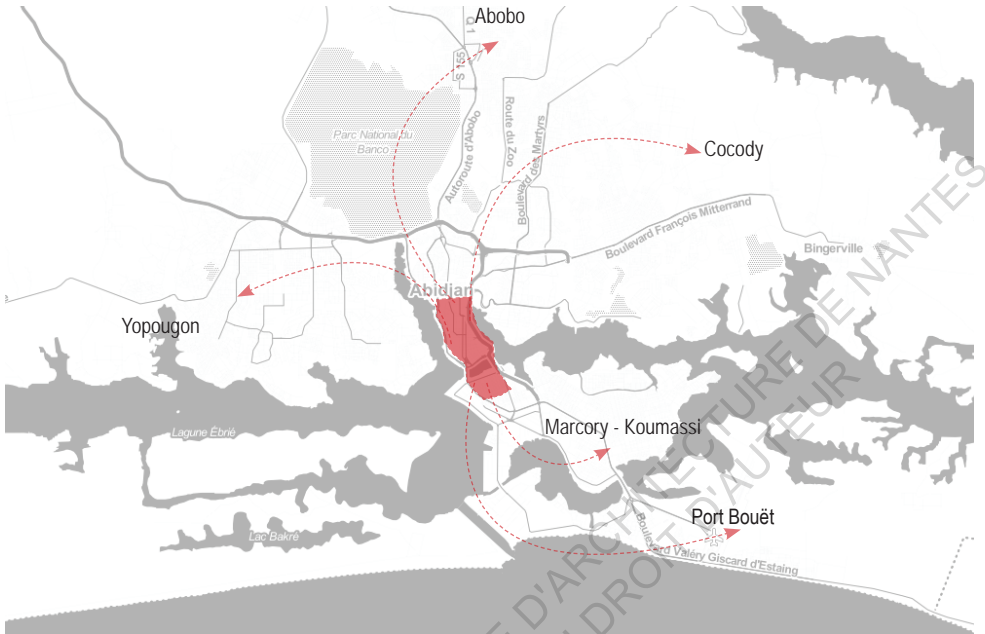 Abobo
Q 1
S 155
Parc National du
Banco
Autoroute d'Abobo
Route du Zoo
Boulevard des Martyrs
Cocody
Boulevard François Mitterrand
Bingerville
Abidjan
Yopougon
Lagune Ébrié
Marcory - Koumassi
Lac Bakré
Port Bouët
Boulevard Valéry Giscard d'Estaing
D'ARCHITECTURE DE NANTES
DROIT D'AUTEUR